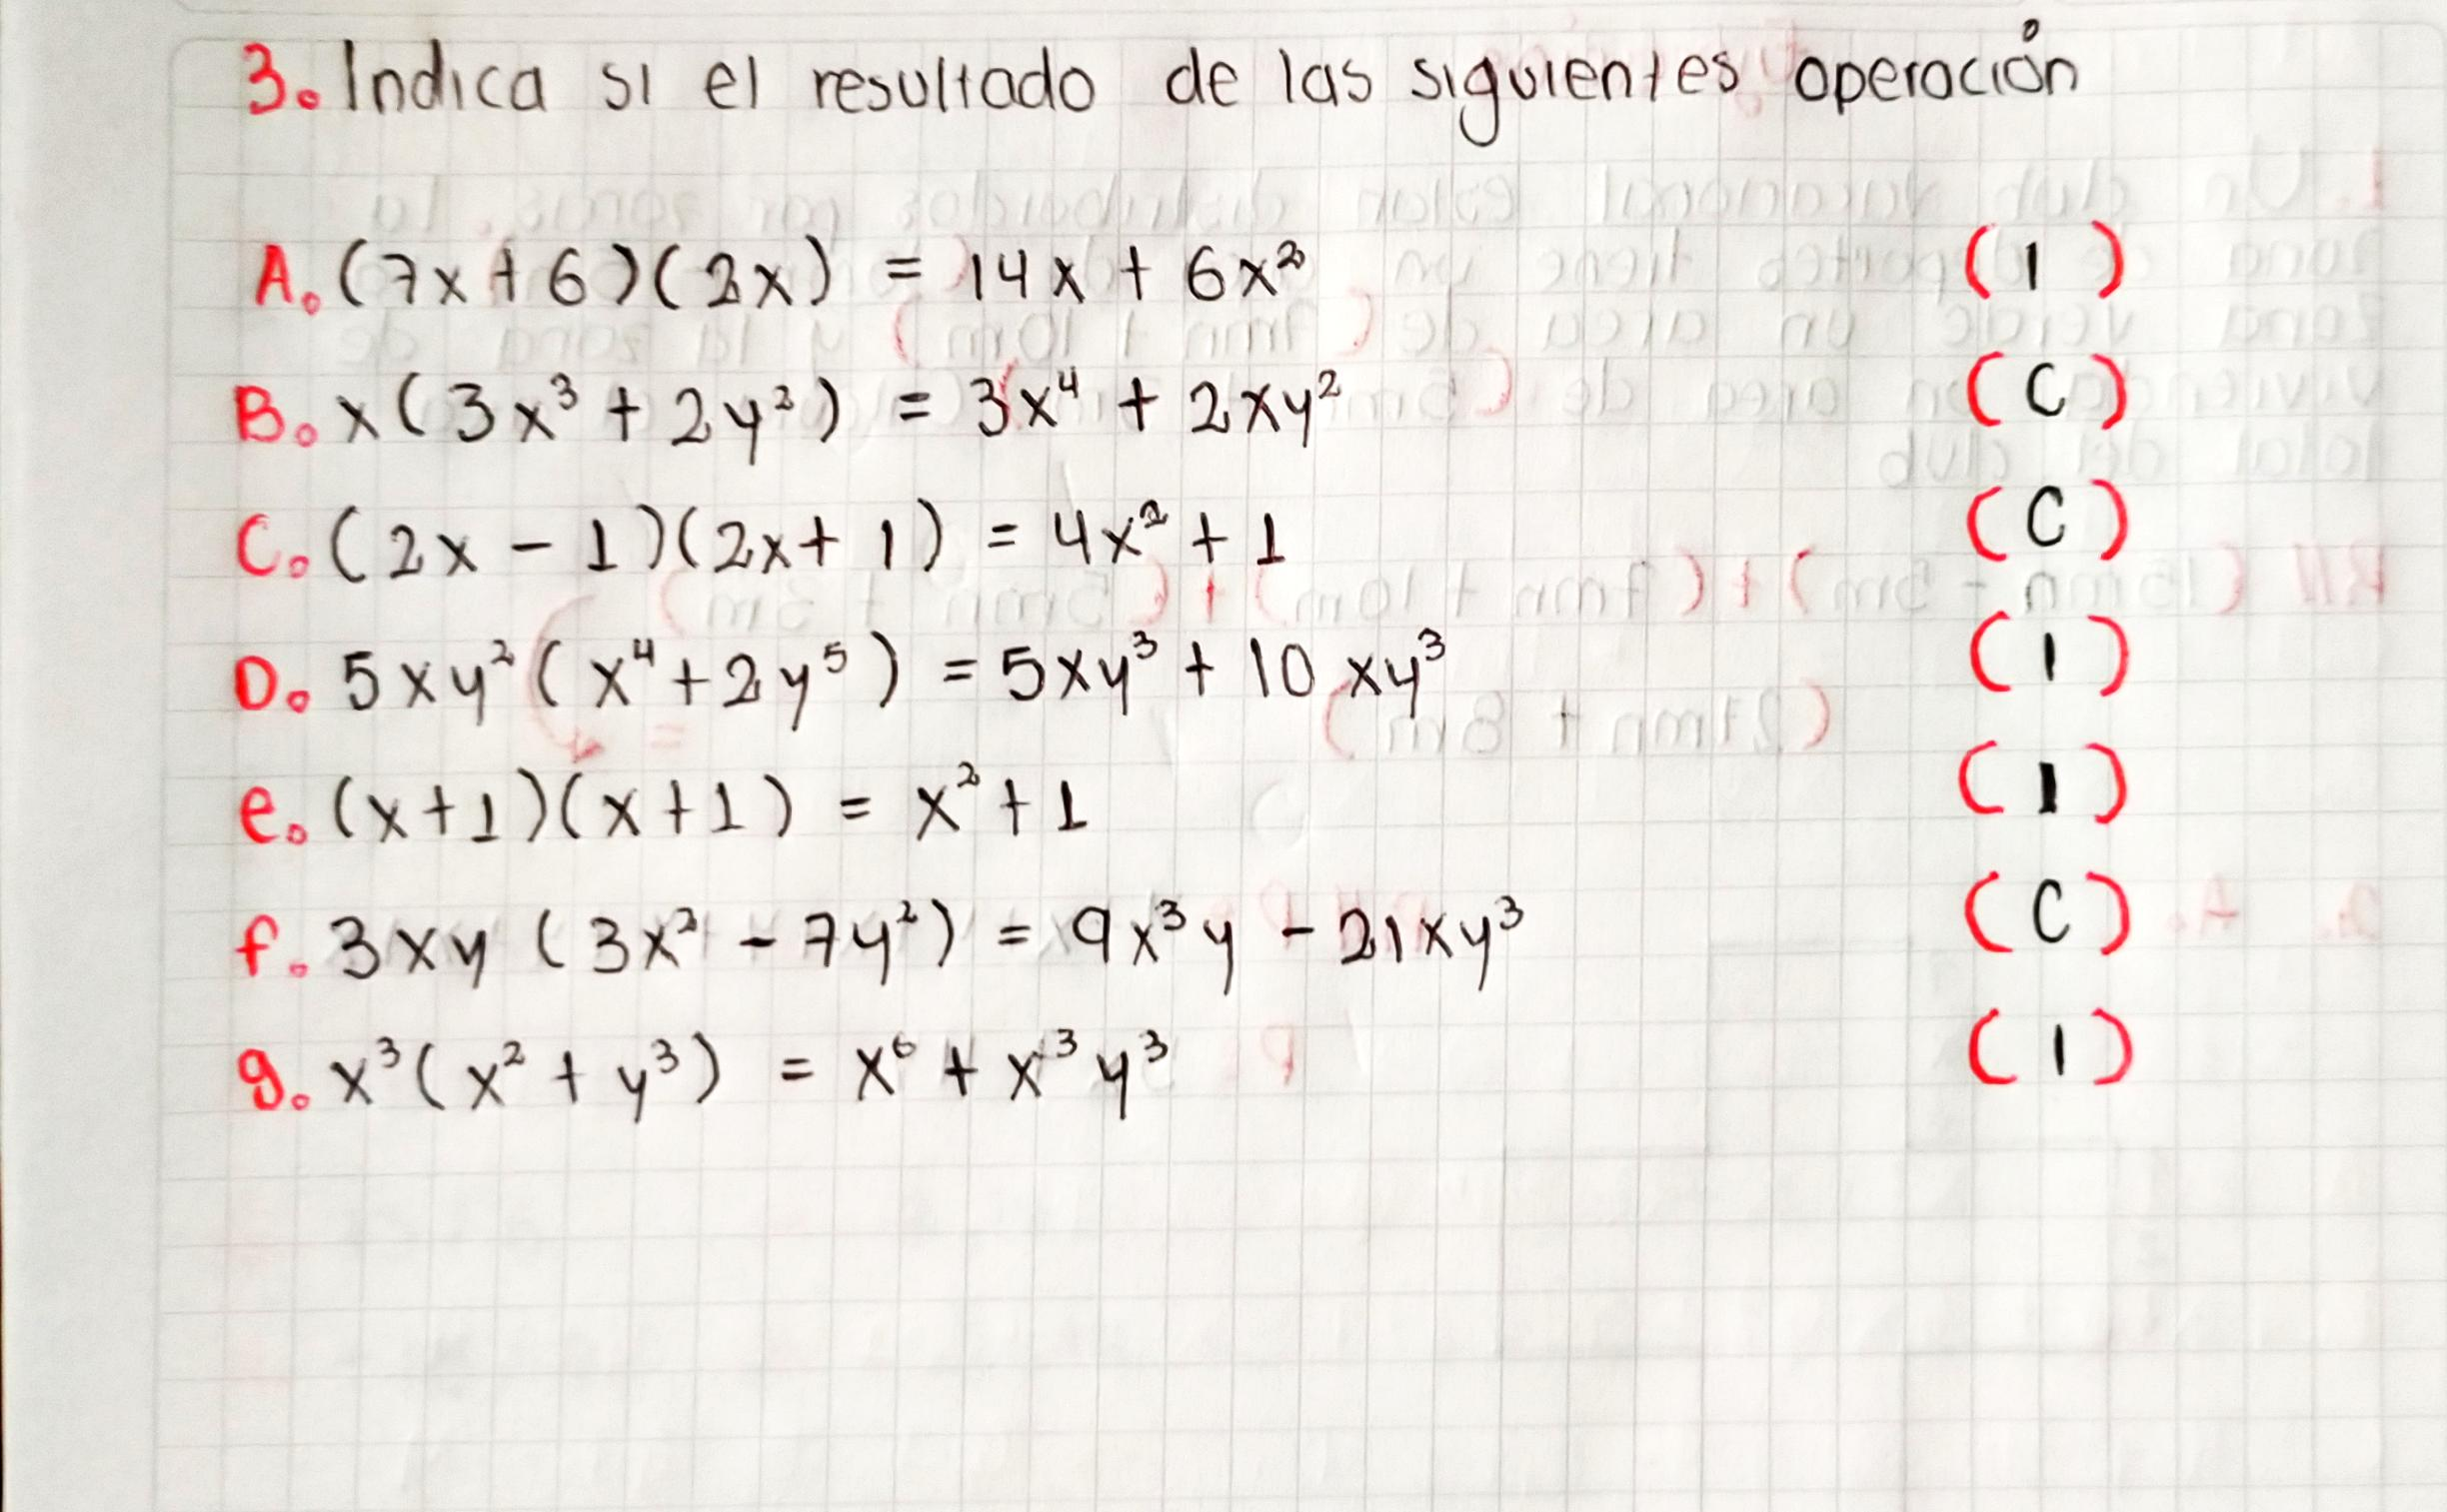 3. Indica si el resultado de las siguientes operación
A. (7x + 6)(2x) = 14x + 6x² (I)
B. x(3x³ + 2y²) = 3x⁴ + 2xy² (C)
C. (2x - 1)(2x + 1) = 4x² + 1 (C)
D. 5xy² (x⁴ + 2y⁵) = 5xy³ + 10 xy³ (I)
e. (x+1)(x+1) = x² + 1 (I)
f. 3xy (3x² - 7y²) = 9x³y - 21xy³ (C)
g. x³(x² + y³) = x⁶ + x³y³ (I)